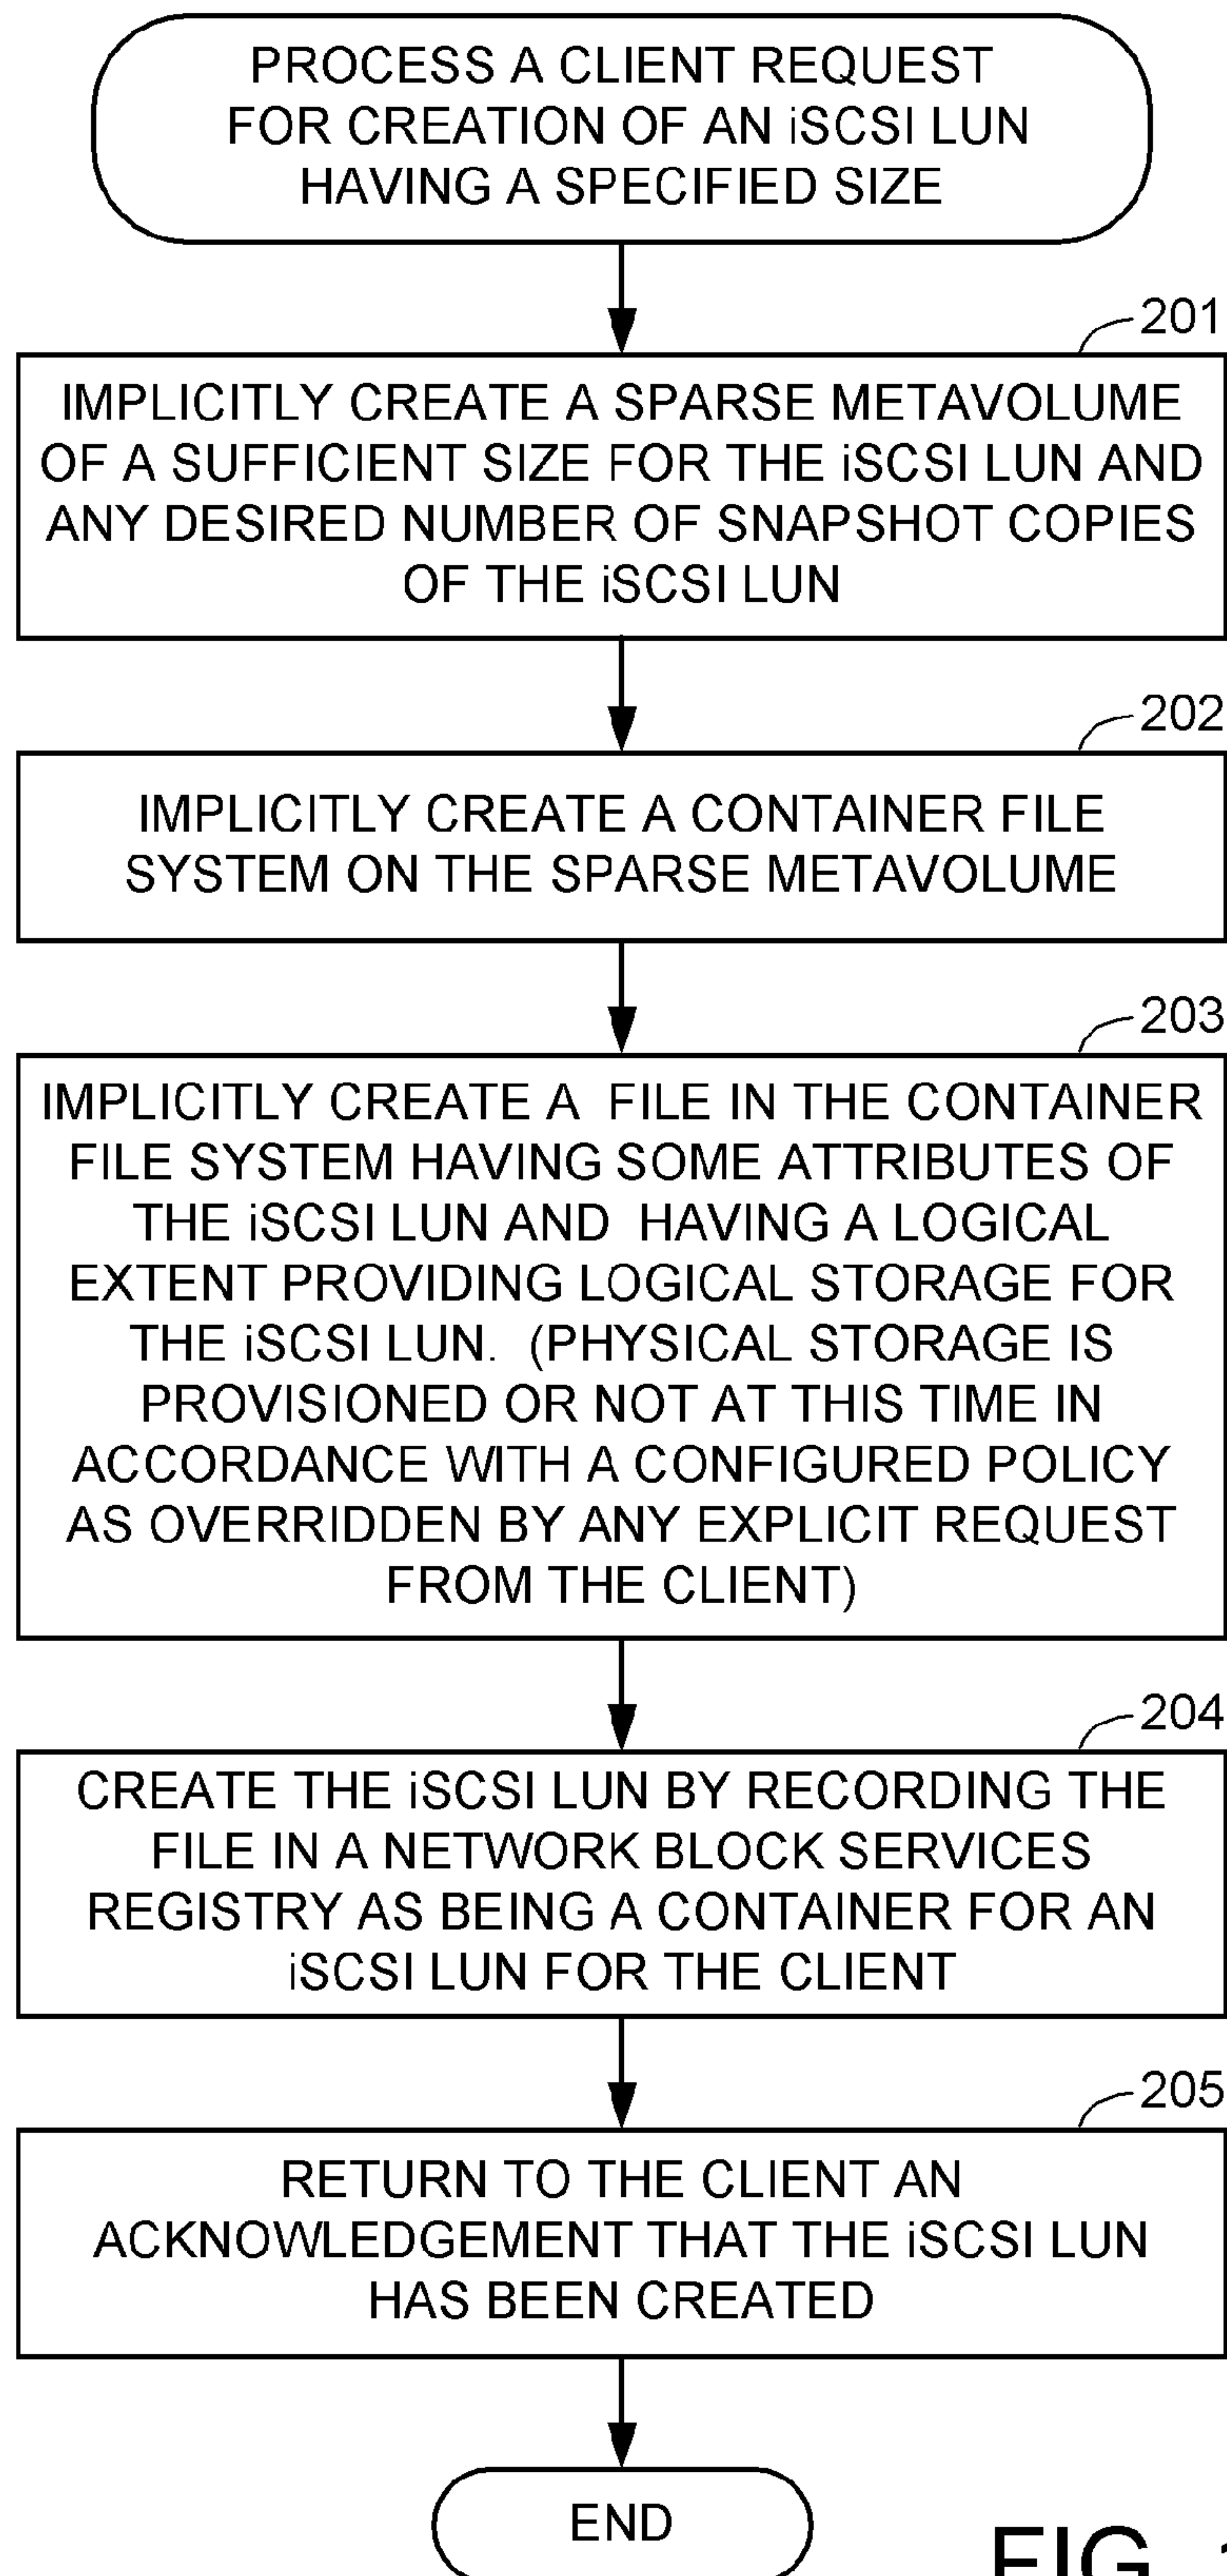 PROCESS A CLIENT REQUEST
FOR CREATION OF AN iSCSI LUN
HAVING A SPECIFIED SIZE
201
IMPLICITLY CREATE A SPARSE METAVOLUME
OF A SUFFICIENT SIZE FOR THE iSCSI LUN AND
ANY DESIRED NUMBER OF SNAPSHOT COPIES
OF THE iSCSI LUN
202
IMPLICITLY CREATE A CONTAINER FILE
SYSTEM ON THE SPARSE METAVOLUME
203
IMPLICITLY CREATE A FILE IN THE CONTAINER
FILE SYSTEM HAVING SOME ATTRIBUTES OF
THE iSCSI LUN AND HAVING A LOGICAL
EXTENT PROVIDING LOGICAL STORAGE FOR
THE iSCSI LUN. (PHYSICAL STORAGE IS
PROVISIONED OR NOT AT THIS TIME IN
ACCORDANCE WITH A CONFIGURED POLICY
AS OVERRIDDEN BY ANY EXPLICIT REQUEST
FROM THE CLIENT)
204
CREATE THE iSCSI LUN BY RECORDING THE
FILE IN A NETWORK BLOCK SERVICES
REGISTRY AS BEING A CONTAINER FOR AN
iSCSI LUN FOR THE CLIENT
205
RETURN TO THE CLIENT AN
ACKNOWLEDGEMENT THAT THE iSCSI LUN
HAS BEEN CREATED
END
FIG.